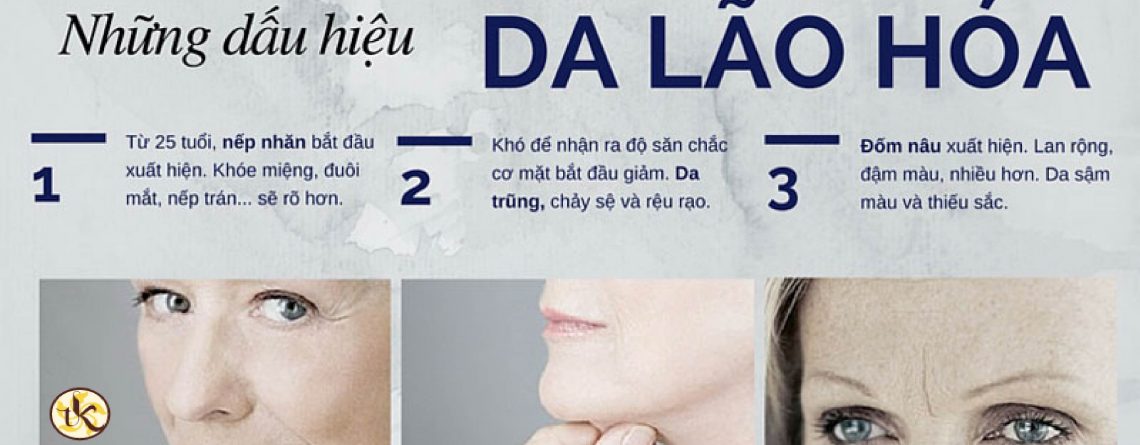 Những dấu hiệu
DA LÃO HÓA
1
Từ 25 tuổi, nếp nhăn bắt đầu
xuất hiện. Khóe miệng, đuôi
mắt, nếp trán... sẽ rõ hơn.
2
Khó để nhận ra độ săn chắc
cơ mặt bắt đầu giảm. Da
trũng, chảy sệ và rệu rạo.
3
Đốm nâu xuất hiện. Lan rộng,
đậm màu, nhiều hơn. Da sậm
màu và thiếu sắc.